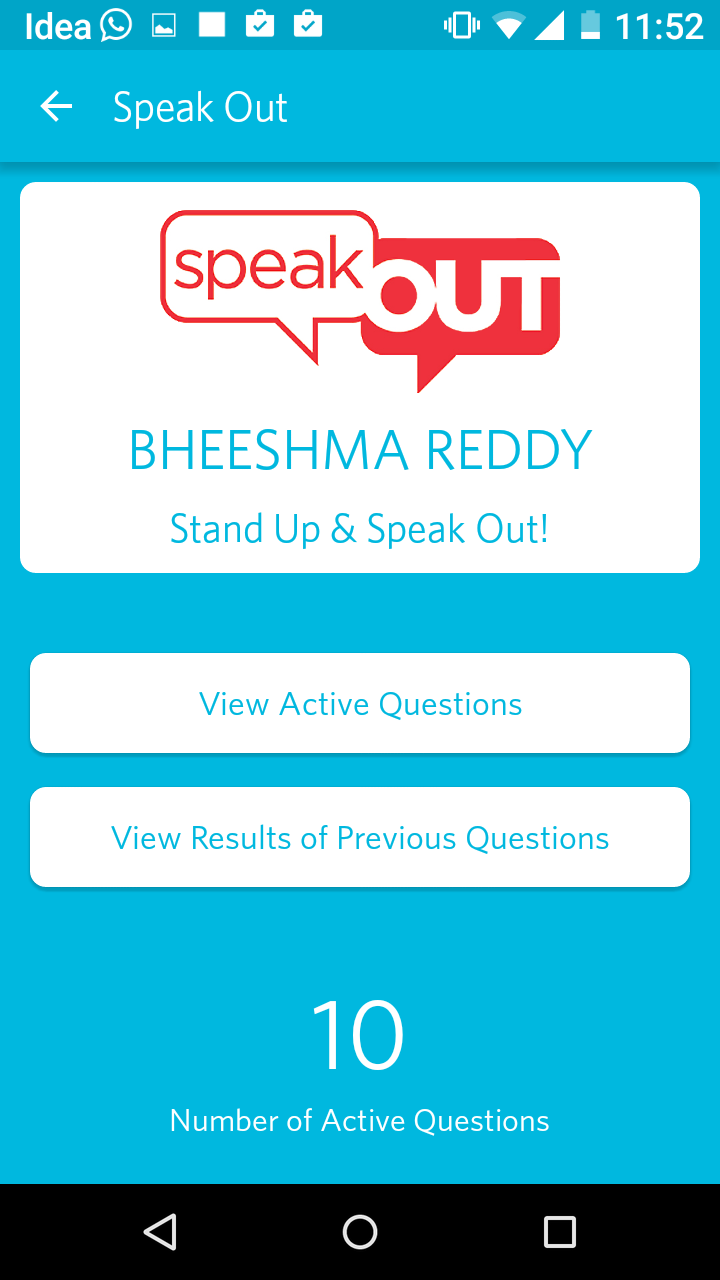 Idea 11:52
Speak Out
speak OUT
BHEESHMA REDDY
Stand Up & Speak Out!
View Active Questions
View Results of Previous Questions
10
Number of Active Questions